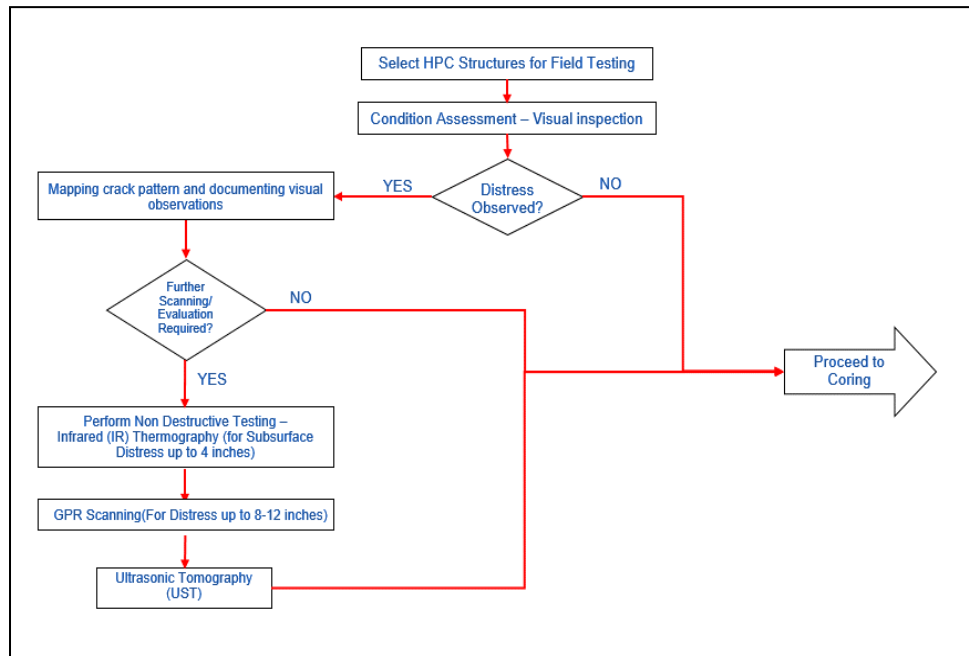 Select HPC Structures for Field Testing
Condition Assessment – Visual inspection
Distress
Observed?
YES
NO
Mapping crack pattern and documenting visual
observations
Further
Scanning/
Evaluation
Required?
NO
YES
Proceed to
Coring
Perform Non Destructive Testing –
Infrared (IR) Thermography (for Subsurface
Distress up to 4 inches)
GPR Scanning(For Distress up to 8-12 inches)
Ultrasonic Tomography
(UST)